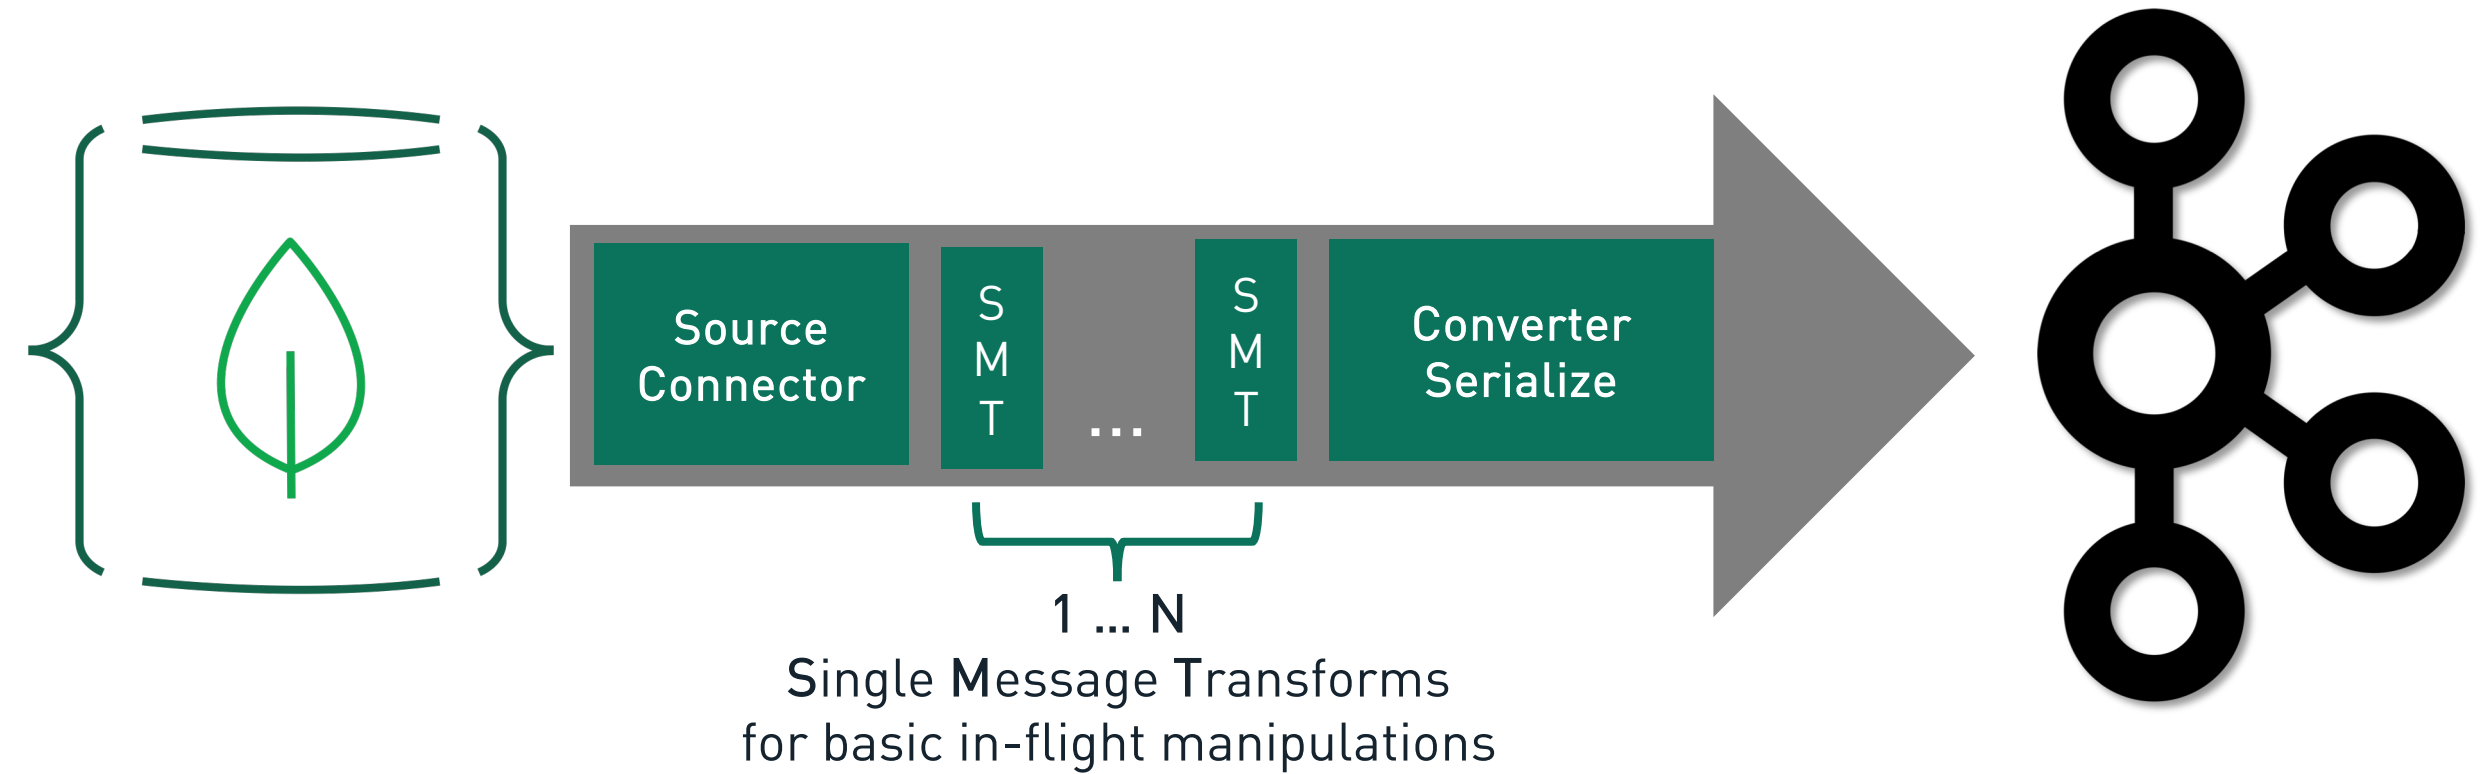 Source
Connector
S
M
T
...
S
M
T
Converter
Serialize
1 ... N
Single Message Transforms
for basic in-flight manipulations